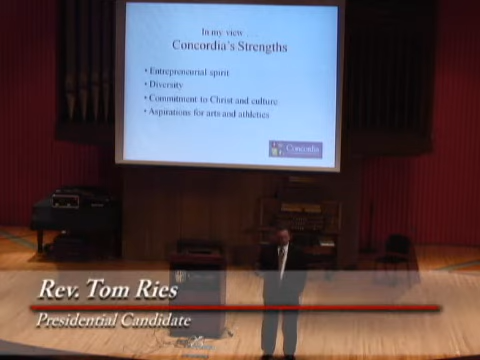 In my view ....
Concordia's Strengths
• Entrepreneurial spirit
• Diversity
• Commitment to Christ and culture
• Aspirations for arts and athletics
Concordia
Rev. Tom Ries
Presidential Candidate